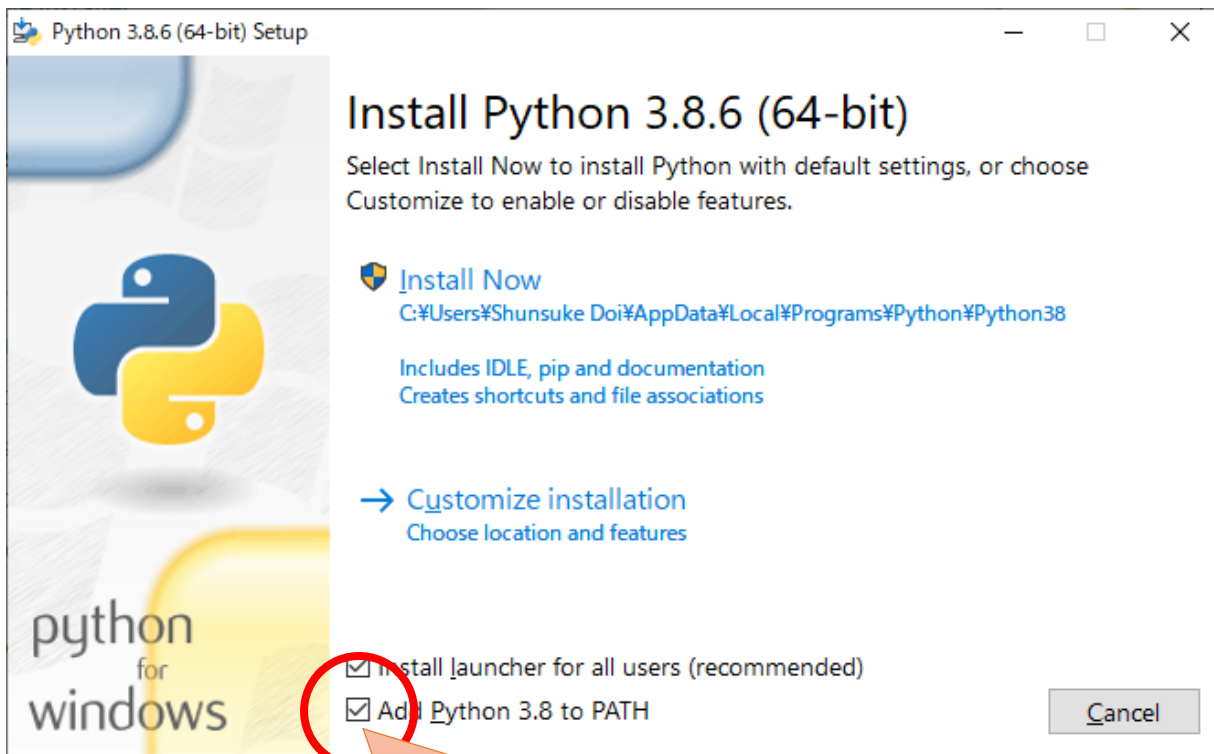 Python 3.8.6 (64-bit) Setup
Install Python 3.8.6 (64-bit)
Select Install Now to install Python with default settings, or choose
Customize to enable or disable features.
Install Now
C:¥Users¥Shunsuke Doi¥AppData¥Local¥Programs¥Python¥Python38
Includes IDLE, pip and documentation
Creates shortcuts and file associations
Customize installation
Choose location and features
python
for
windows
Install launcher for all users (recommended)
Add Python 3.8 to PATH
Cancel